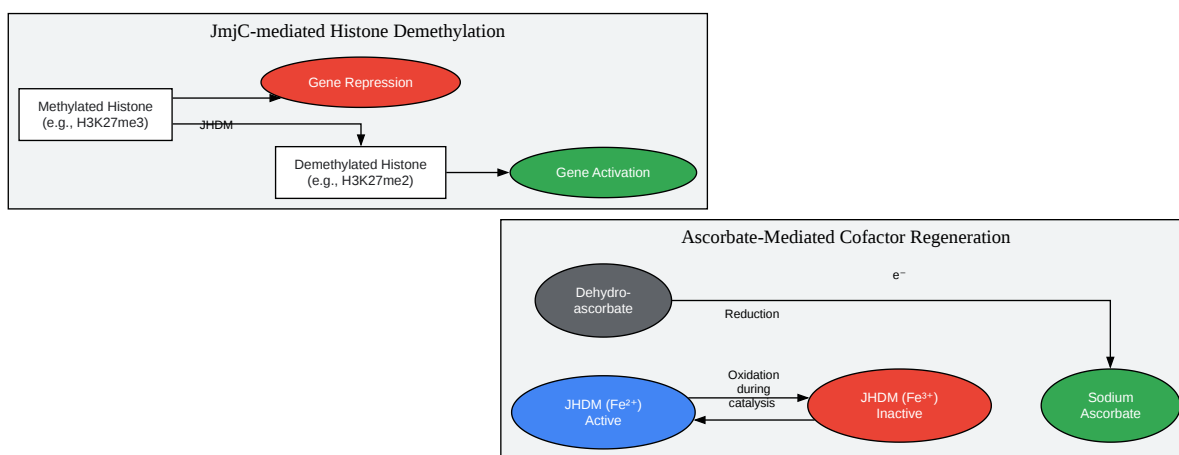 JmjC-mediated Histone Demethylation
Gene Repression
Methylated Histone
(e.g., H3K27me3)
JHDM
Demethylated Histone
(e.g., H3K27me2)
Gene Activation
Ascorbate-Mediated Cofactor Regeneration
e⁻
Dehydro-
ascorbate
Reduction
Oxidation
during
catalysis
JHDM (Fe²⁺)
Active
JHDM (Fe³⁺)
Inactive
Sodium
Ascorbate